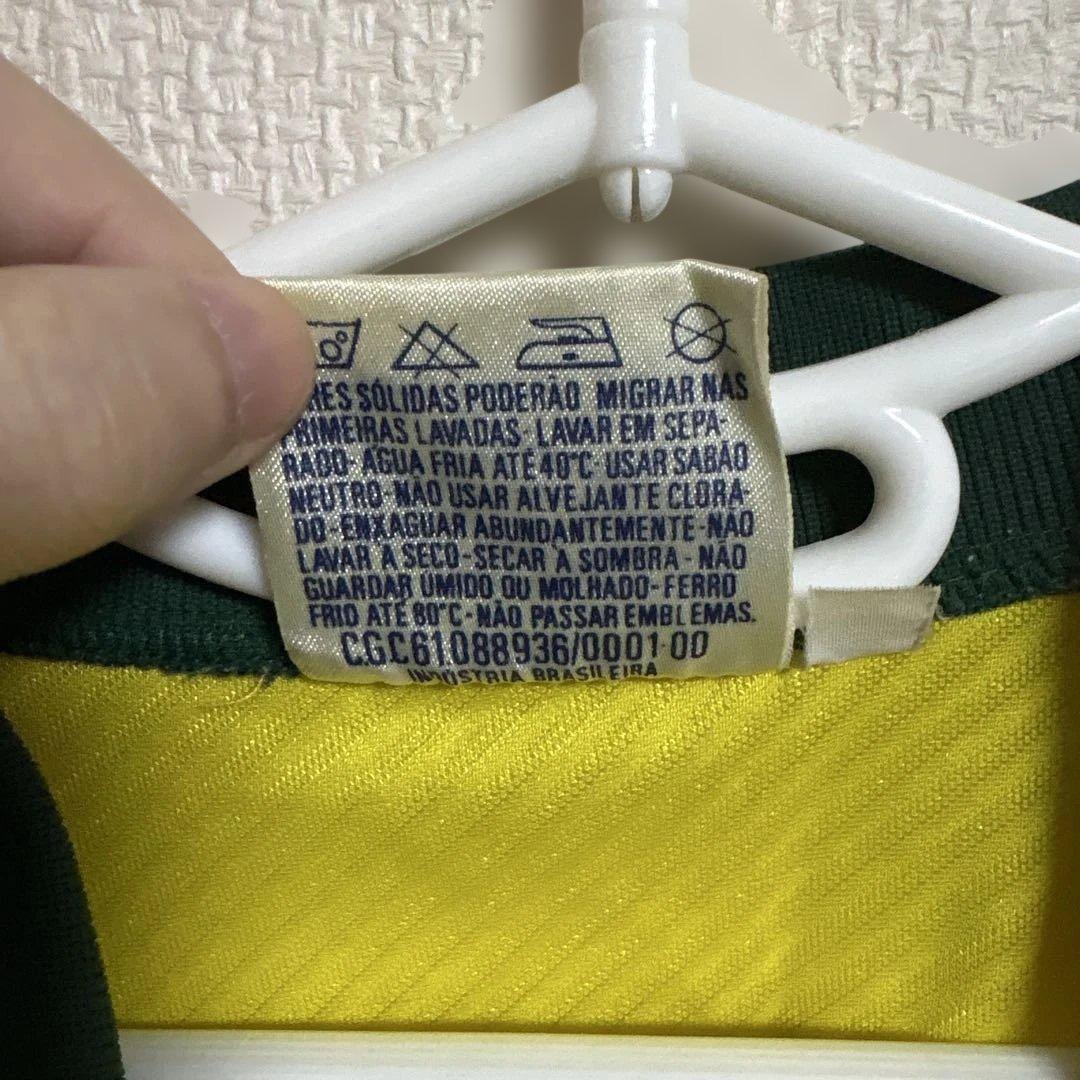 RES SÓLIDAS PODERÃO MIGRAR NAS
PRIMEIRAS LAVADAS-LAVAR EM SEPA-
RADO-ÁGUA FRIA ATÉ 40°C-USAR SABÃO
NEUTRO-NÃO USAR ALVEJANTE CLORA-
DO-ENXAGUAR ABUNDANTEMENTE-NÃO
LAVAR A SECO-SECAR À SOMBRA-NÃO
GUARDAR ÚMIDO OU MOLHADO-FERRO
FRIO ATÉ 80°C-NÃO PASSAR EMBLEMAS.
C.G.C 61.088936/0001-00
INDÚSTRIA BRASILEIRA